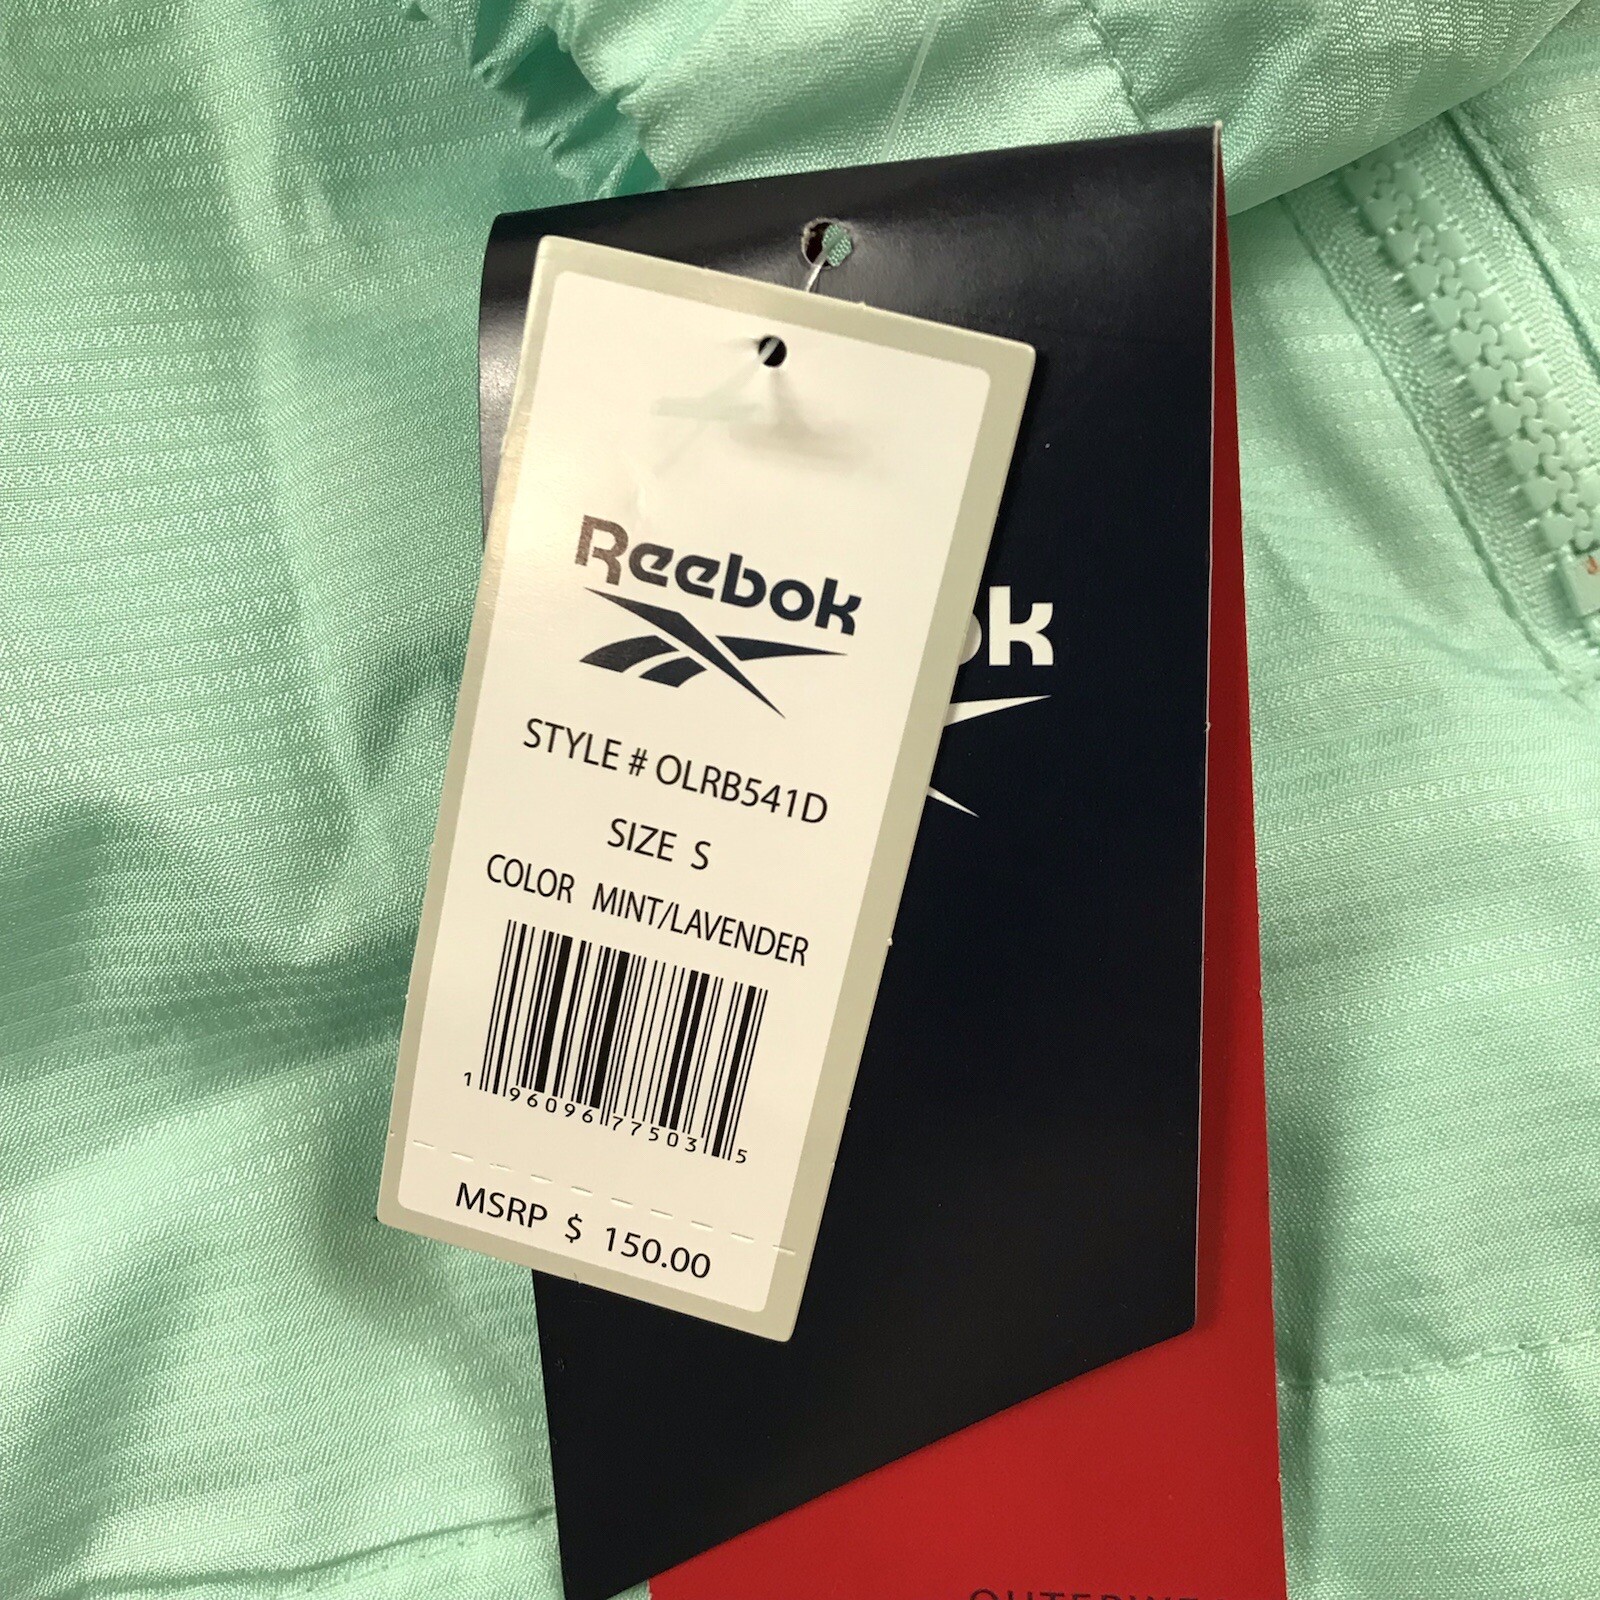 Reebok
STYLE # OLRB541D
SIZE S
COLOR MINT/LAVENDER
1 96096 77503 5
MSRP $ 150.00
ok